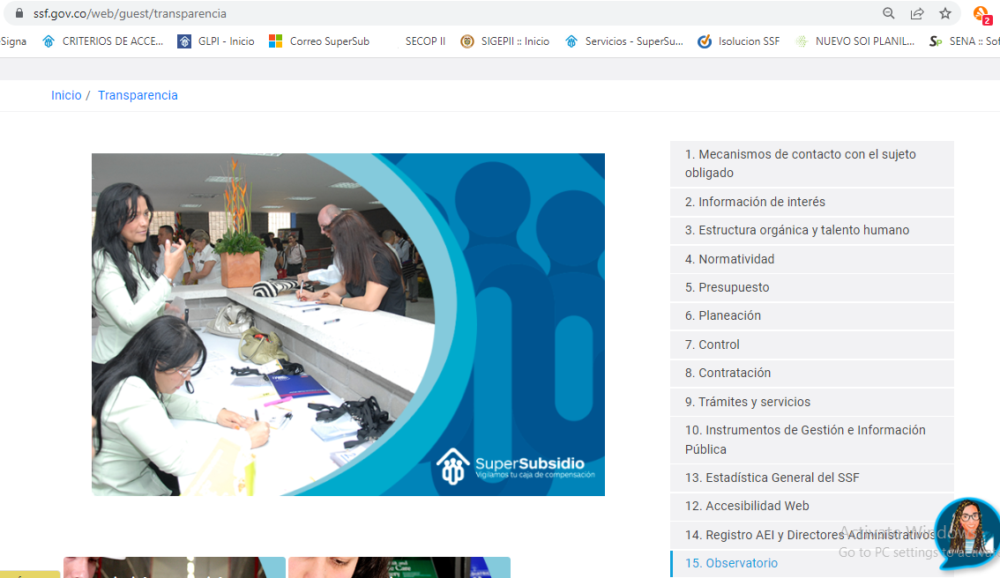 ssf.gov.co/web/guest/transparencia
2
Signa
CRITERIOS DE ACCE...
GLPI - Inicio
Correo SuperSub
SECOP II
SIGEPII :: Inicio
Servicios - SuperSu...
Isolucion SSF
NUEVO SOI PLANIL...
Sp
SENA :: Sof
Inicio / Transparencia
SuperSubsidio
Vigilamos tu caja de compensación
1. Mecanismos de contacto con el sujeto
obligado
2. Información de interés
3. Estructura orgánica y talento humano
4. Normatividad
5. Presupuesto
6. Planeación
7. Control
8. Contratación
9. Trámites y servicios
10. Instrumentos de Gestión e Información
Pública
13. Estadística General del SSF
12. Accesibilidad Web
14. Registro AEI y Directores Administrativos
15. Observatorio
Activate Windows
Go to PC settings to activate